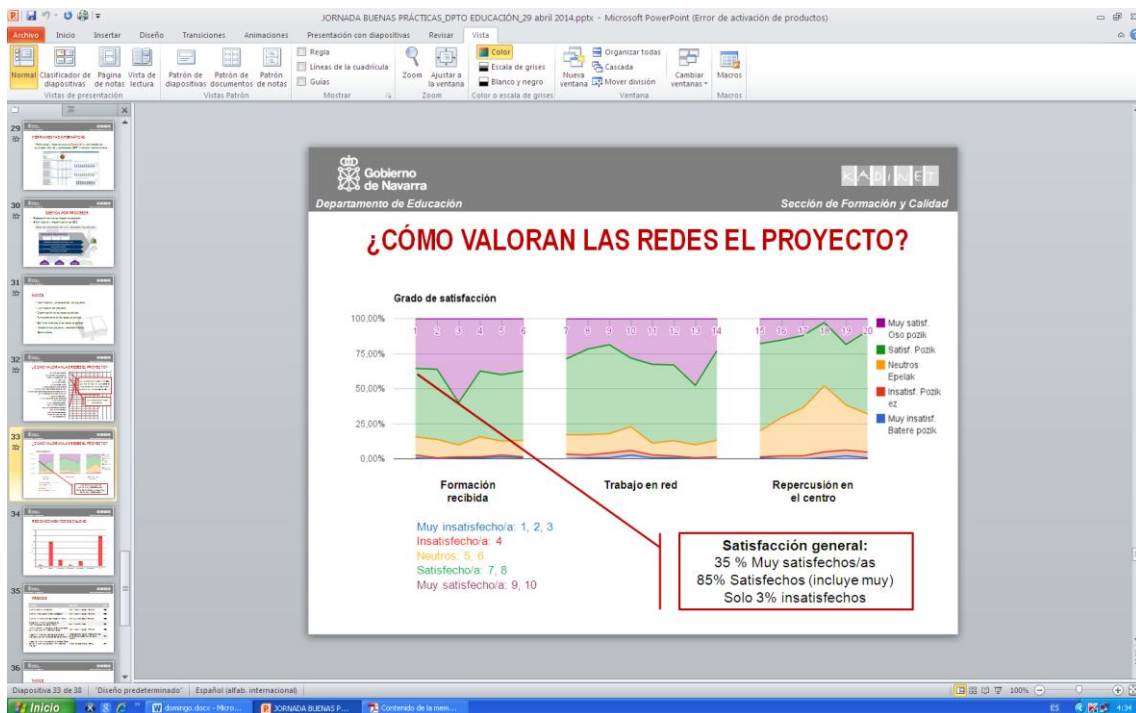 JORNADA BUENAS PRÁCTICAS_DPTO EDUCACIÓN_29 abril 2014.pptx - Microsoft PowerPoint (Error de activación de productos)
Archivo Inicio Insertar Diseño Transiciones Animaciones Presentación con diapositivas Revisar Vista
Normal
Clasificador de diapositivas
Página de notas
Vista de lectura
Vistas de presentación
Patrón de diapositivas
Patrón de documentos
Patrón de notas
Vistas Patrón
Regla
Líneas de la cuadrícula
Guías
Mostrar
Zoom
Ajustar a la ventana
Zoom
Color
Escala de grises
Blanco y negro
Color o escala de grises
Nueva ventana
Organizar todas
Cascada
Mover división
Cambiar ventanas
Ventana
Macros
Macros
29
30
31
32
33
34
35
36
Gobierno
de Navarra
KADINET
Departamento de Educación
Sección de Formación y Calidad
¿CÓMO VALORAN LAS REDES EL PROYECTO?
Grado de satisfacción
100,00%
75,00%
50,00%
25,00%
0,00%
1 2 3 4 5 6 7 8 9 10 11 12 13 14 15 16 17 18 19 20
Muy satisf.
Oso pozik
Satisf. Pozik
Neutros
Epelak
Insatisf. Pozik
ez
Muy insatisf.
Batere pozik
Formación
recibida
Trabajo en red
Repercusión en
el centro
Muy insatisfecho/a: 1, 2, 3
Insatisfecho/a: 4
Neutros: 5, 6
Satisfecho/a: 7, 8
Muy satisfecho/a: 9, 10
Satisfacción general:
35 % Muy satisfechos/as
85% Satisfechos (incluye muy)
Solo 3% insatisfechos
Diapositiva 33 de 38 "Diseño predeterminado" Español (alfab. internacional) 100%
Inicio domingo.docx - Micro... JORNADA BUENAS P... Contenido de la mem... ES 4:34